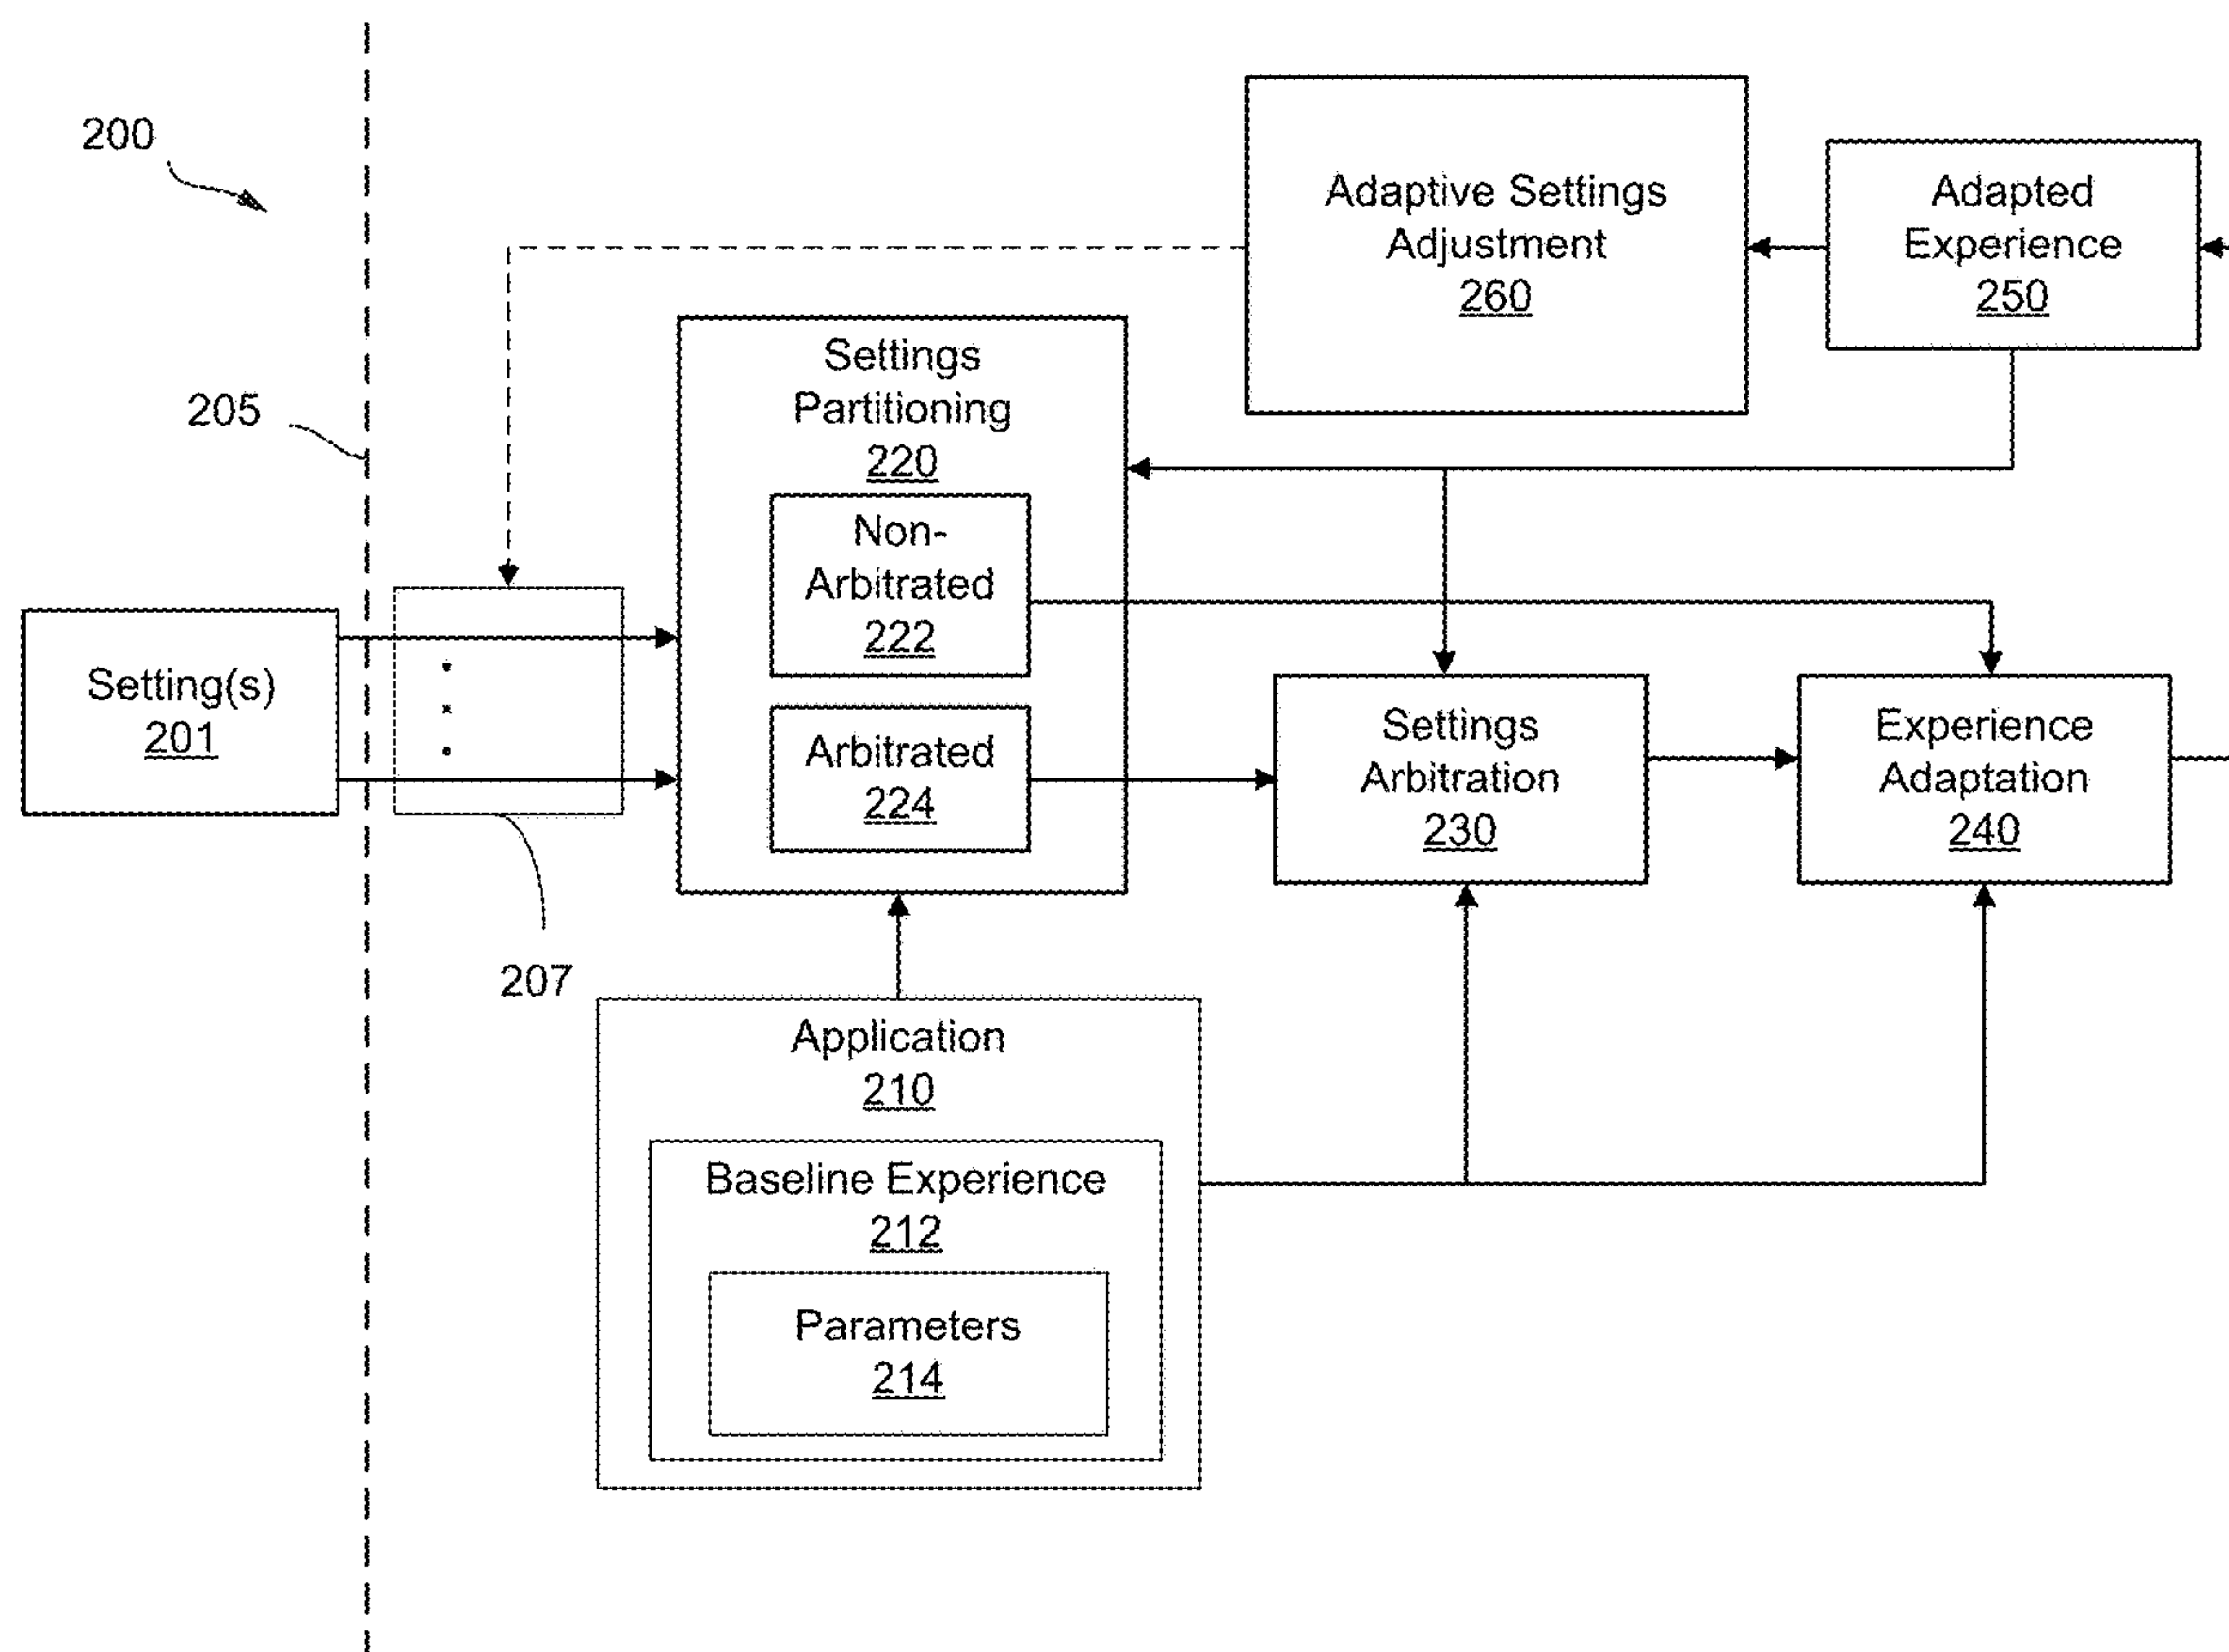 200
205
Setting(s)
201
207
Adaptive Settings
Adjustment
260
Adapted
Experience
250
Settings
Partitioning
220
Non-
Arbitrated
222
Arbitrated
224
Settings
Arbitration
230
Experience
Adaptation
240
Application
210
Baseline Experience
212
Parameters
214